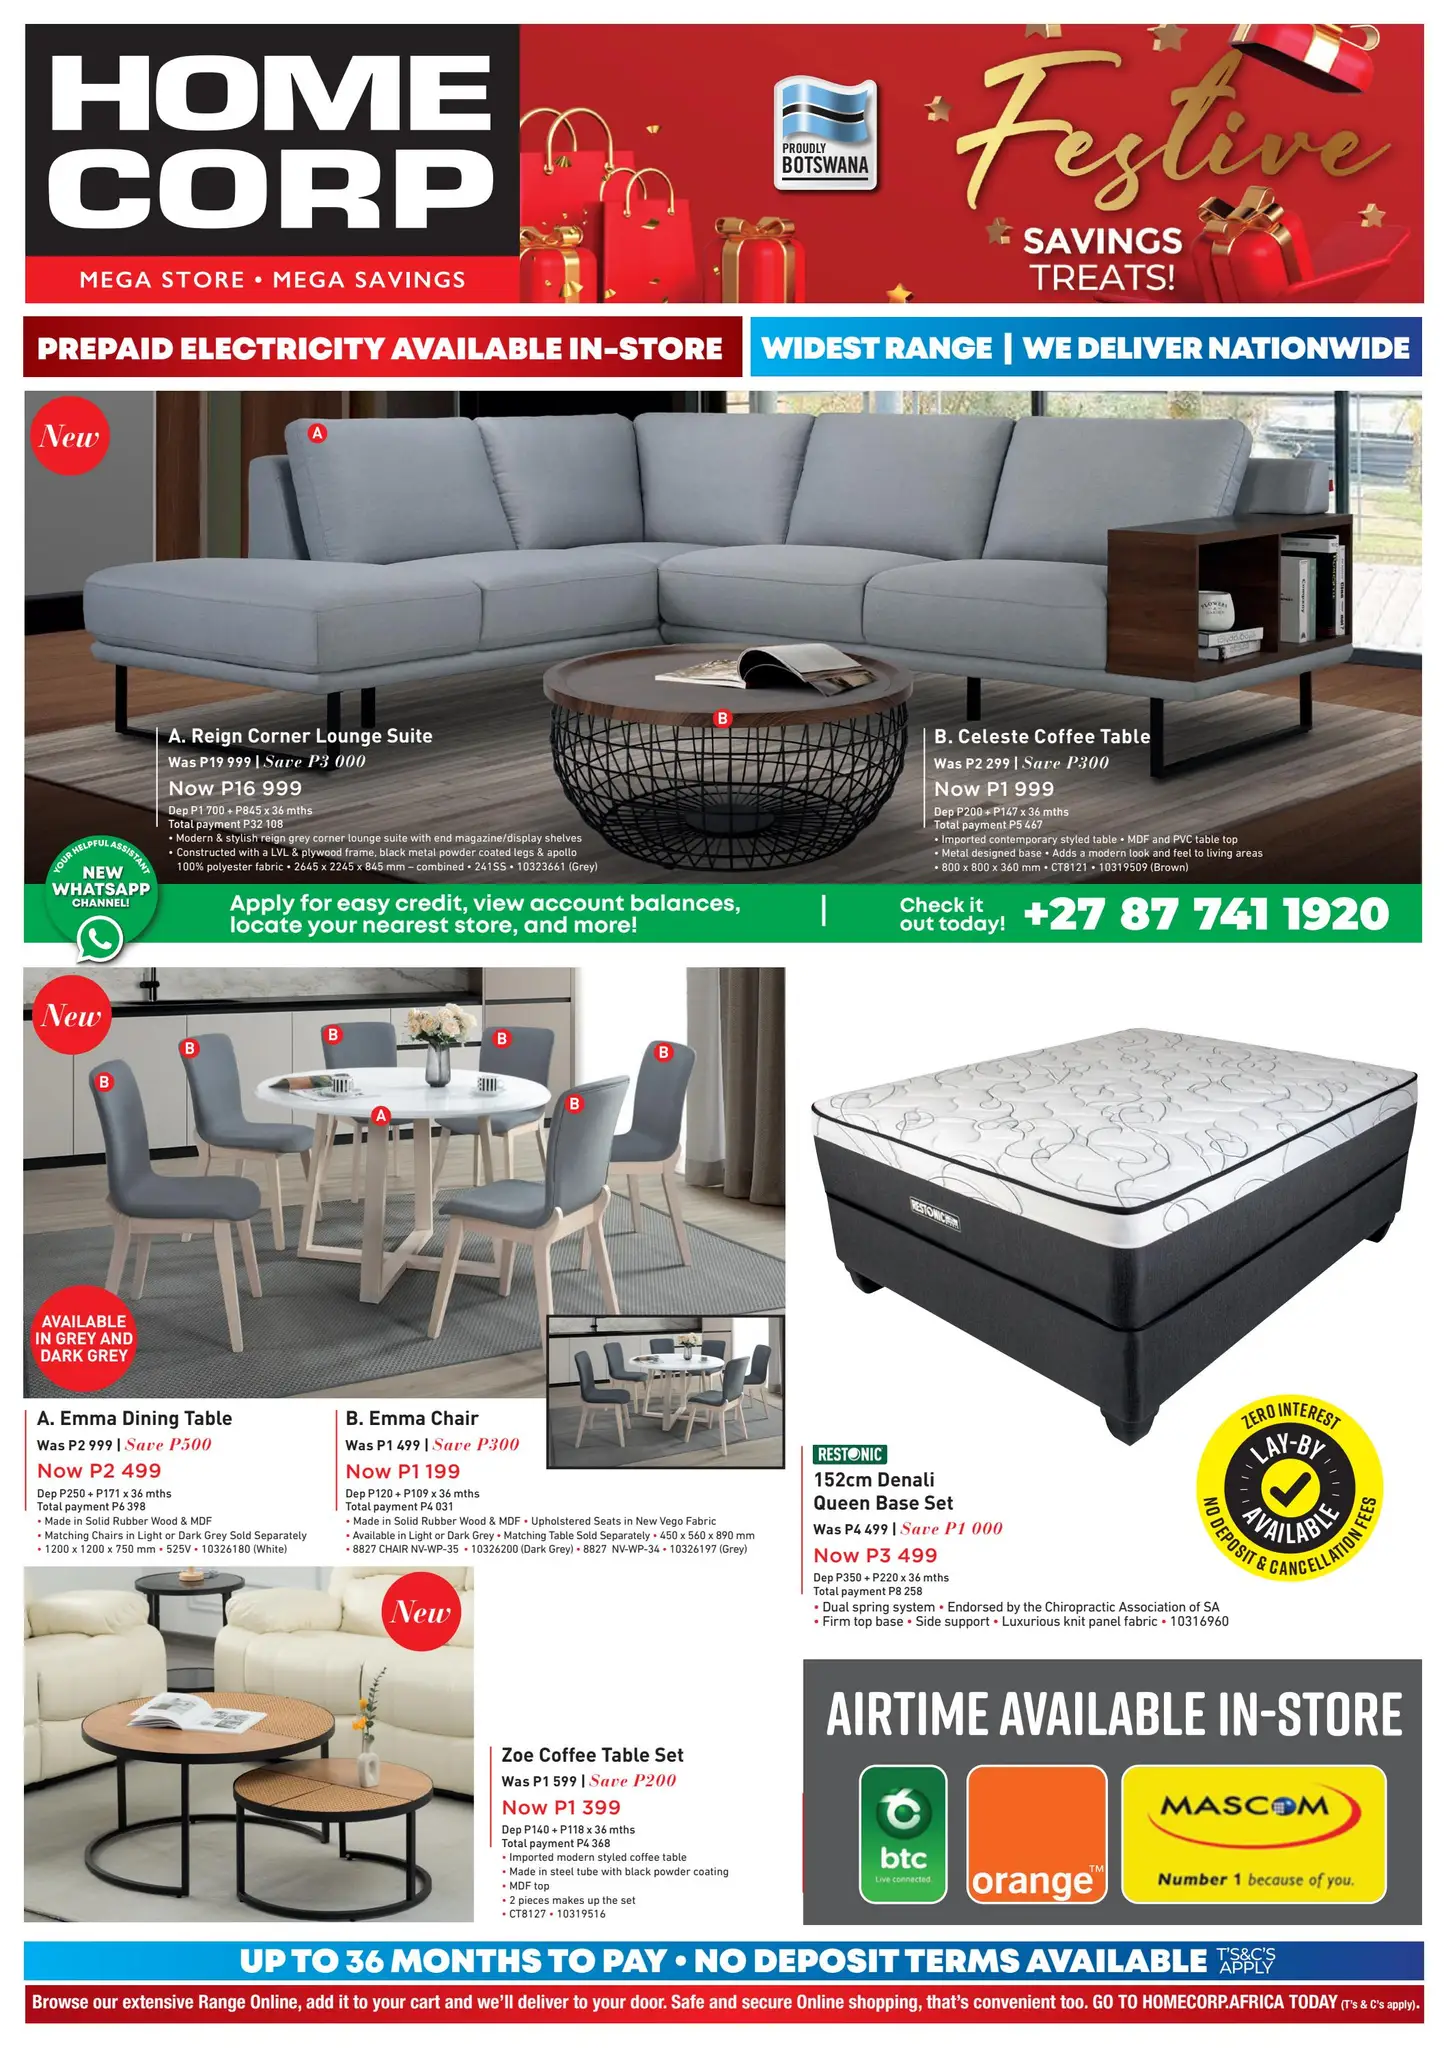 HOME
CORP
MEGA STORE • MEGA SAVINGS
PROUDLY
BOTSWANA
Festive
SAVINGS
TREATS!
PREPAID ELECTRICITY AVAILABLE IN-STORE
WIDEST RANGE | WE DELIVER NATIONWIDE
New
A
B
A. Reign Corner Lounge Suite
Was P19 999 | Save P3 000
Now P16 999
Dep P1 700 + P845 x 36 mths
Total payment P32 108
• Modern & stylish reign grey corner lounge suite with end magazine/display shelves
• Constructed with a LVL & plywood frame, black metal powder coated legs & apollo
100% polyester fabric • 2645 x 2245 x 845 mm – combined • 241SS • 10323661 (Grey)
B. Celeste Coffee Table
Was P2 299 | Save P300
Now P1 999
Dep P200 + P147 x 36 mths
Total payment P5 467
• Imported contemporary styled table • MDF and PVC table top
• Metal designed base • Adds a modern look and feel to living areas
• 800 x 800 x 360 mm • CT8121 • 10319509 (Brown)
YOUR HELPFUL ASSISTANT
NEW
WHATSAPP
CHANNEL!
Apply for easy credit, view account balances,
locate your nearest store, and more!
Check it
out today!
+27 87 741 1920
New
B
B
B
B
B
B
A
AVAILABLE
IN GREY AND
DARK GREY
A. Emma Dining Table
Was P2 999 | Save P500
Now P2 499
Dep P250 + P171 x 36 mths
Total payment P6 398
• Made in Solid Rubber Wood & MDF
• Matching Chairs in Light or Dark Grey Sold Separately
• 1200 x 1200 x 750 mm • 525V • 10326180 (White)
B. Emma Chair
Was P1 499 | Save P300
Now P1 199
Dep P120 + P109 x 36 mths
Total payment P4 031
• Made in Solid Rubber Wood & MDF • Upholstered Seats in New Vego Fabric
• Available in Light or Dark Grey • Matching Table Sold Separately • 450 x 560 x 890 mm
• 8827 CHAIR NV-WP-35 • 10326200 (Dark Grey) • 8827 NV-WP-34 • 10326197 (Grey)
RESTONIC
RESTONIC
152cm Denali
Queen Base Set
Was P4 499 | Save P1 000
Now P3 499
Dep P350 + P220 x 36 mths
Total payment P8 258
• Dual spring system • Endorsed by the Chiropractic Association of SA
• Firm top base • Side support • Luxurious knit panel fabric • 10316960
ZERO INTEREST
LAY-BY
AVAILABLE
NO DEPOSIT & CANCELLATION FEES
New
Zoe Coffee Table Set
Was P1 599 | Save P200
Now P1 399
Dep P140 + P118 x 36 mths
Total payment P4 368
• Imported modern styled coffee table
• Made in steel tube with black powder coating
• MDF top
• 2 pieces makes up the set
• CT8127 • 10319516
AIRTIME AVAILABLE IN-STORE
btc
Live connected.
orange™
MASCOM
Number 1 because of you.
UP TO 36 MONTHS TO PAY • NO DEPOSIT TERMS AVAILABLE T'S&C'S
APPLY
Browse our extensive Range Online, add it to your cart and we'll deliver to your door. Safe and secure Online shopping, that's convenient too. GO TO HOMECORP.AFRICA TODAY (T's & C's apply).